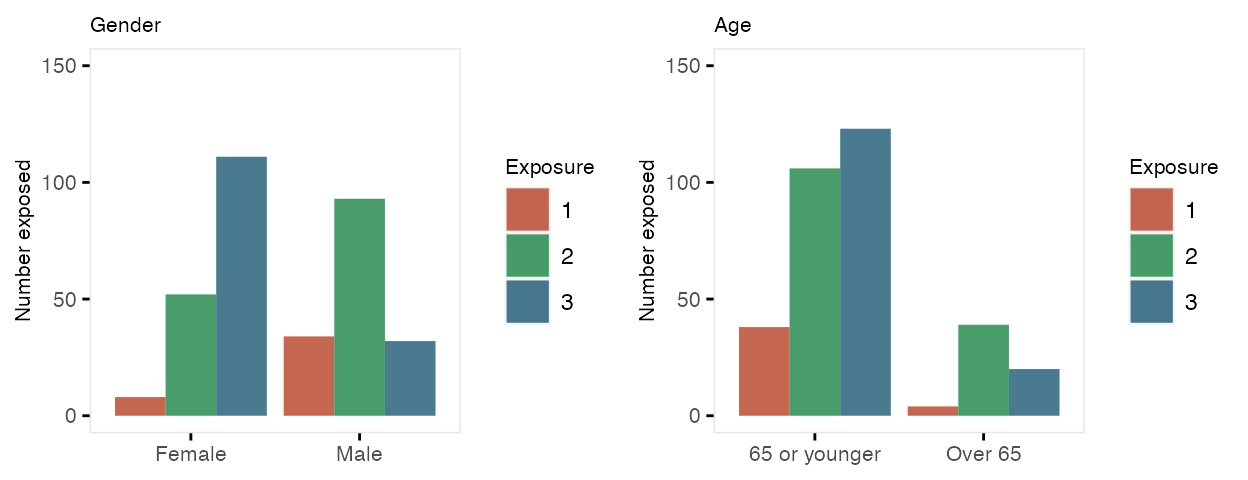 Gender
150
100
50
0
Number exposed
Female Male
Exposure
1
2
3
Age
150
100
50
0
Number exposed
65 or younger Over 65
Exposure
1
2
3